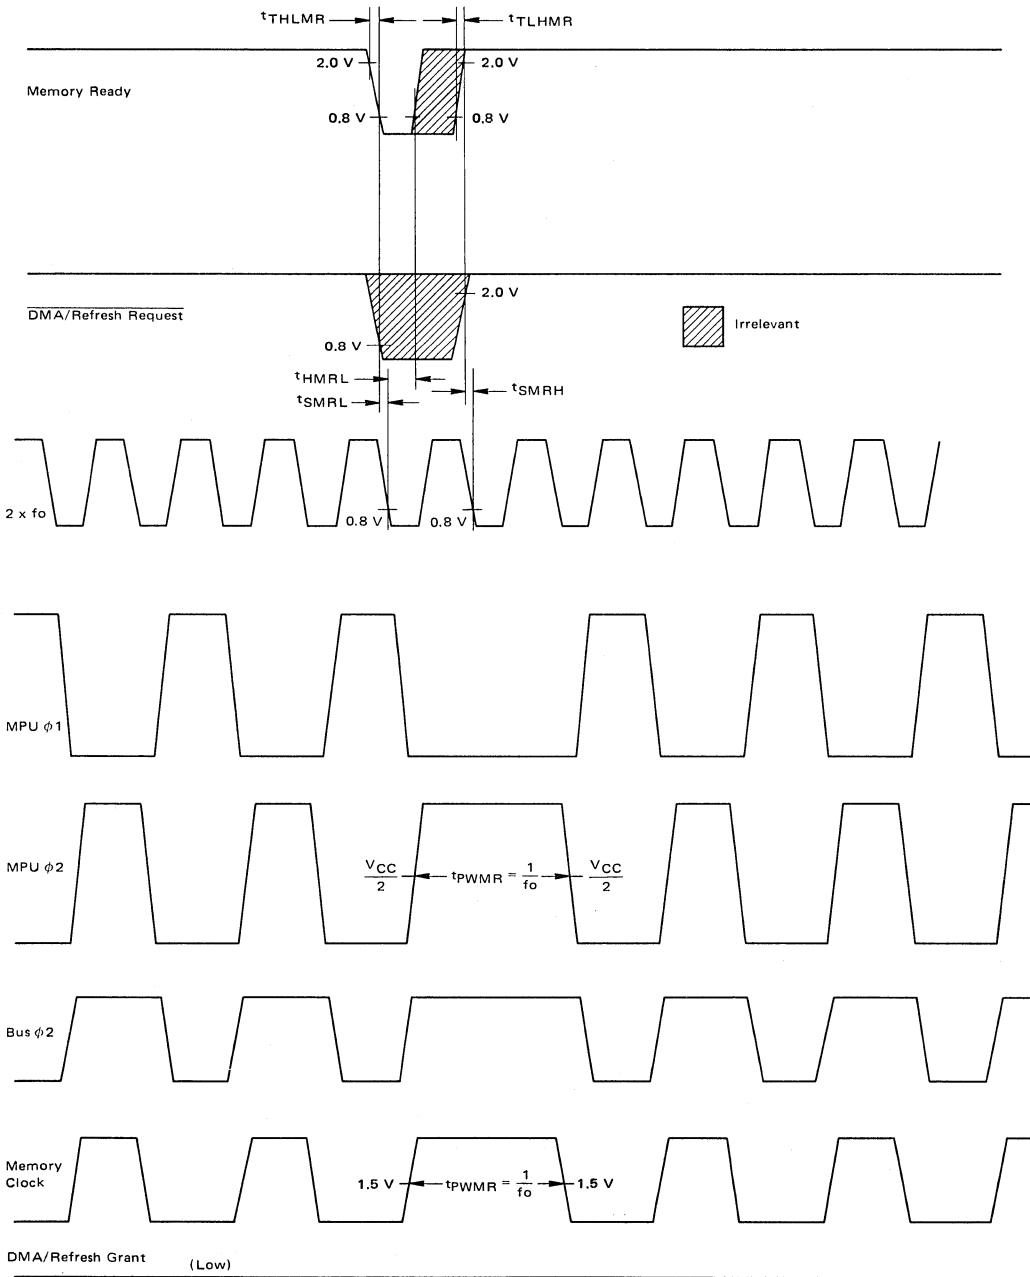 tTHLMR tTLHMR
2.0 V 2.0 V
Memory Ready
0.8 V 0.8 V
2.0 V
DMA/Refresh Request
Irrelevant
0.8 V
tHMRL
tSMRH
tSMRL
2 x fo
0.8 V 0.8 V
MPU ϕ1
MPU ϕ2
VCC/2 tPWMR = 1/fo VCC/2
Bus ϕ2
Memory
Clock
1.5 V tPWMR = 1/fo 1.5 V
DMA/Refresh Grant (Low)